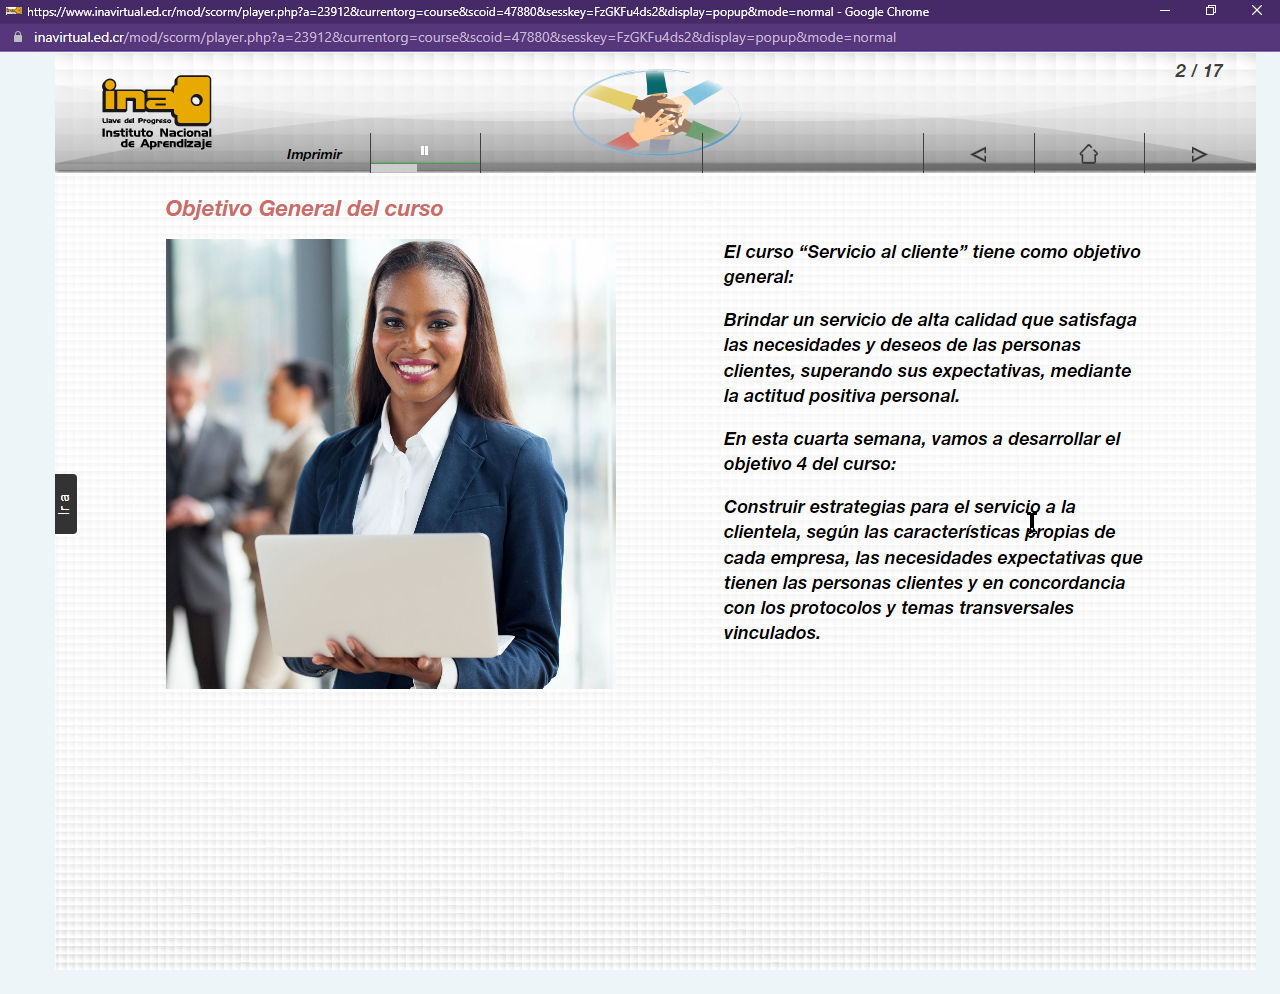 https://www.inavirtual.ed.cr/mod/scorm/player.php?a=23912&currentorg=course&scoid=47880&sesskey=FzGKFu4ds2&display=popup&mode=normal - Google Chrome
inavirtual.ed.cr/mod/scorm/player.php?a=23912&currentorg=course&scoid=47880&sesskey=FzGKFu4ds2&display=popup&mode=normal
2 / 17
ina
Llave del Progreso
Instituto Nacional
de Aprendizaje
Imprimir
Objetivo General del curso
El curso “Servicio al cliente” tiene como objetivo
general:
Brindar un servicio de alta calidad que satisfaga
las necesidades y deseos de las personas
clientes, superando sus expectativas, mediante
la actitud positiva personal.
En esta cuarta semana, vamos a desarrollar el
objetivo 4 del curso:
Construir estrategias para el servicio a la
clientela, según las características propias de
cada empresa, las necesidades expectativas que
tienen las personas clientes y en concordancia
con los protocolos y temas transversales
vinculados.
Ir a